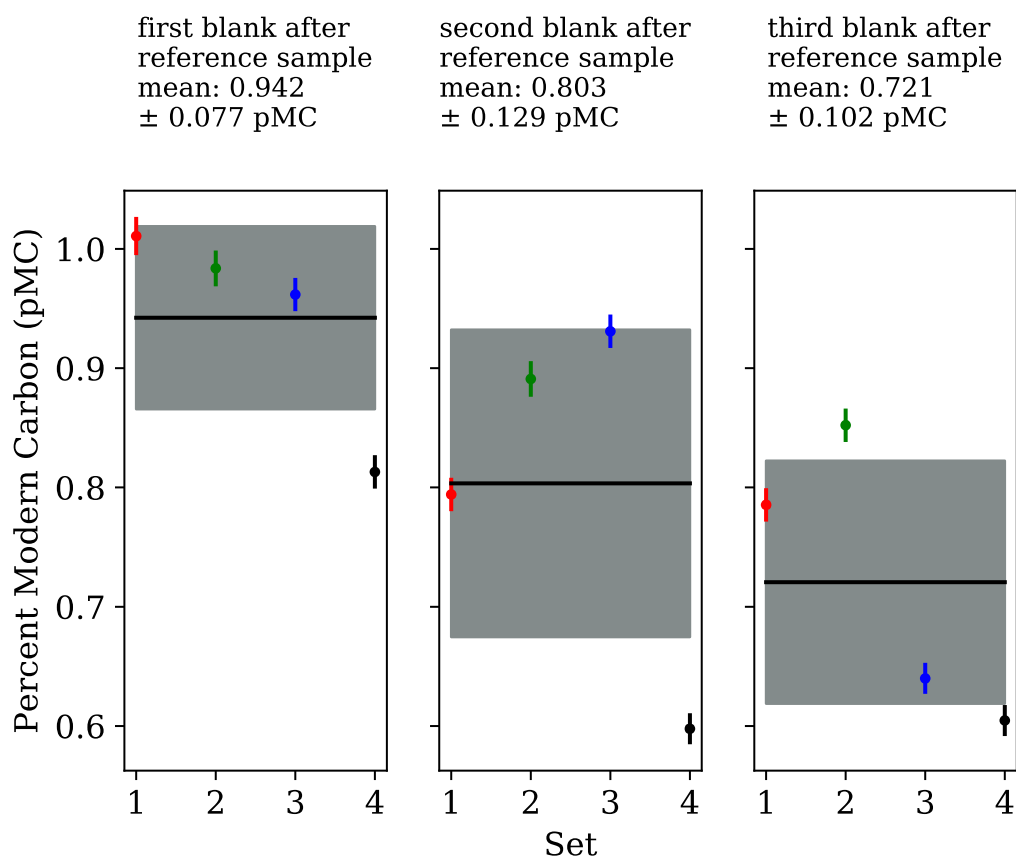 first blank after
reference sample
mean: 0.942
± 0.077 pMC
second blank after
reference sample
mean: 0.803
± 0.129 pMC
third blank after
reference sample
mean: 0.721
± 0.102 pMC
Percent Modern Carbon (pMC)
1.0
0.9
0.8
0.7
0.6
1 2 3 4
1 2 3 4
1 2 3 4
Set